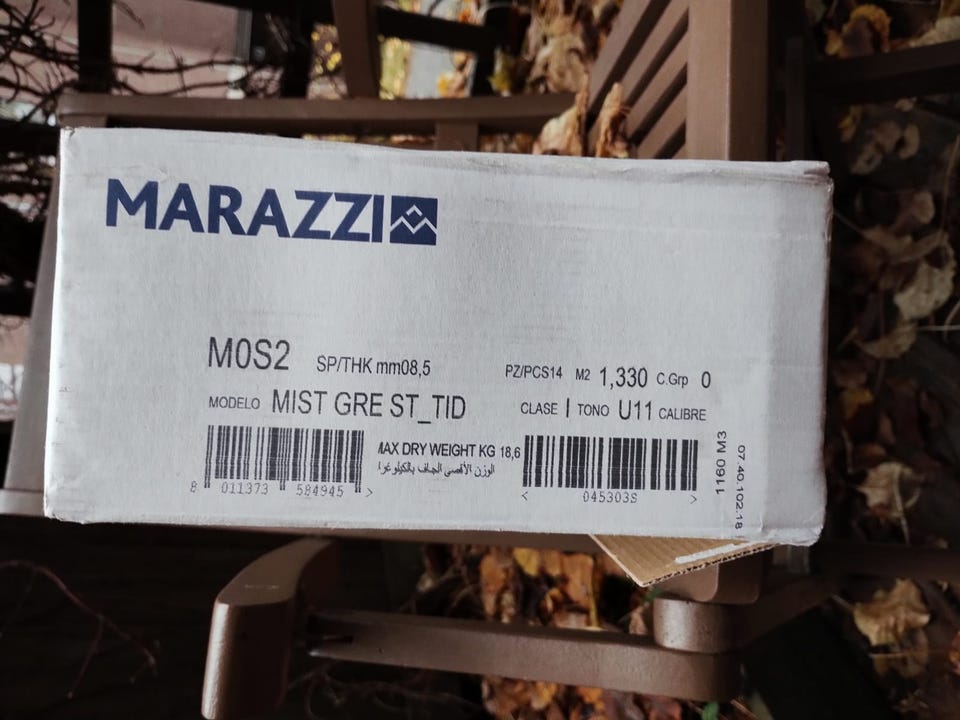 MARAZZI
M0S2 SP/THK mm08,5 PZ/PCS14 M2 1,330 C.Grp 0
MODELO MIST GRE ST_TID CLASE I TONO U11 CALIBRE
MAX DRY WEIGHT KG 18,6
الوزن الأقصى الجاف بالكيلوغرا
8 011373 584945 >
< 045303S >
1160 M3
07.40.102.18